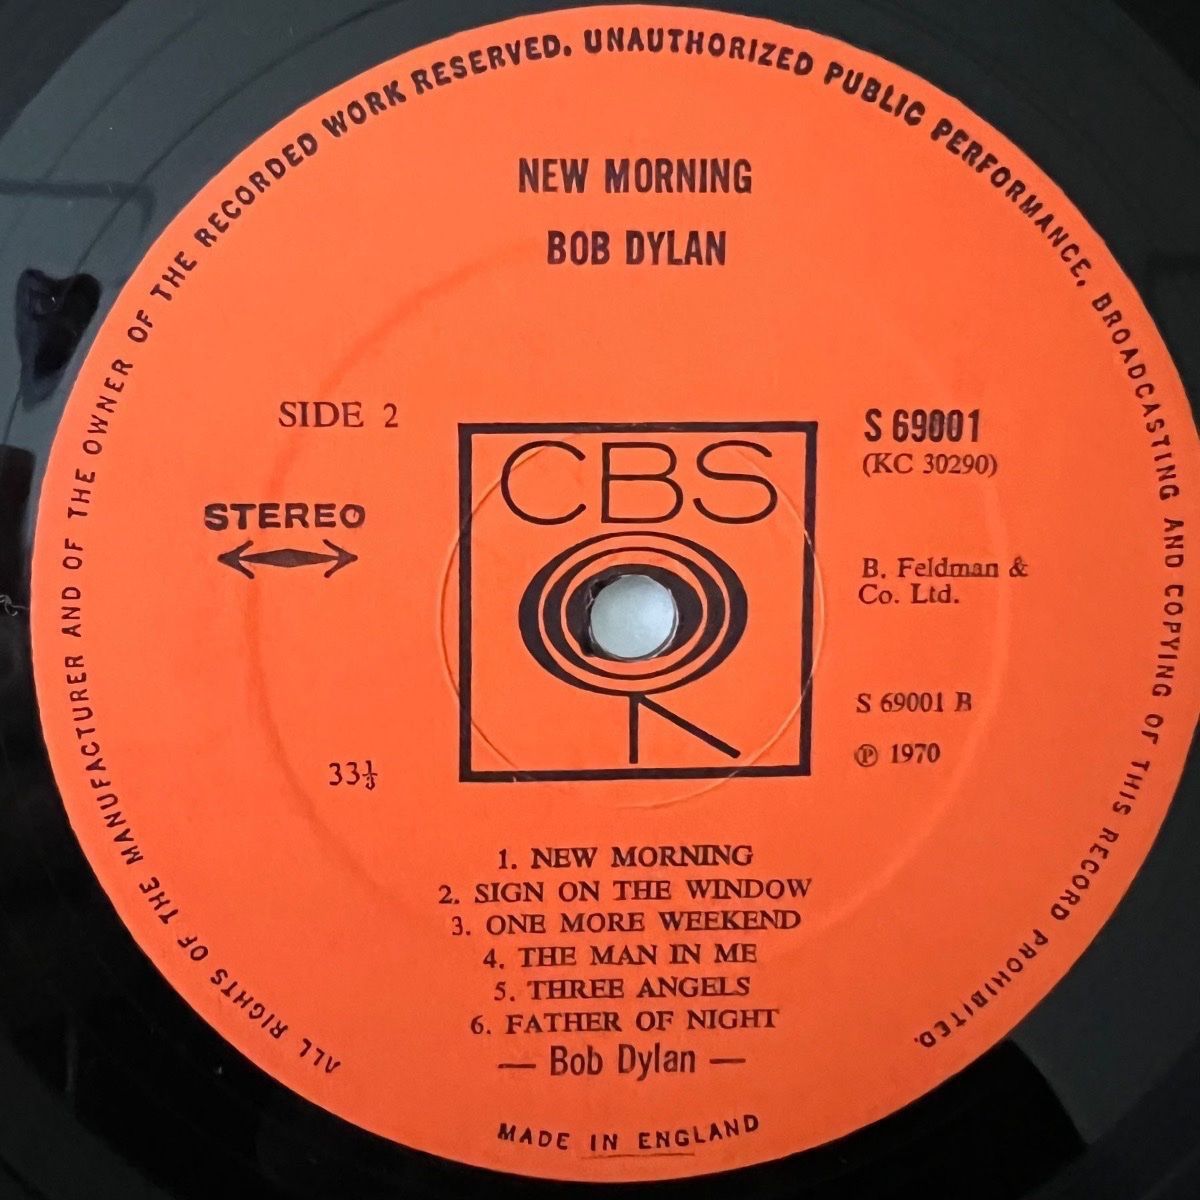 ALL RIGHTS OF THE MANUFACTURER AND OF THE OWNER OF THE RECORDED WORK RESERVED. UNAUTHORIZED PUBLIC PERFORMANCE, BROADCASTING AND COPYING OF THIS RECORD PROHIBITED.
NEW MORNING
BOB DYLAN
SIDE 2
STEREO
33⅓
CBS
S 69001
(KC 30290)
B. Feldman &
Co. Ltd.
S 69001 B
℗ 1970
1. NEW MORNING
2. SIGN ON THE WINDOW
3. ONE MORE WEEKEND
4. THE MAN IN ME
5. THREE ANGELS
6. FATHER OF NIGHT
— Bob Dylan —
MADE IN ENGLAND